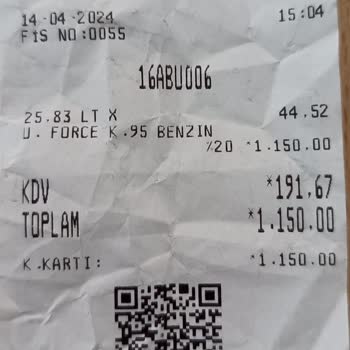 14-04-2024 15:04
FİS NO:0055
16ABU006
25.83 LT X 44.52
U. FORCE K.95 BENZIN
%20 *1.150.00
KDV *191,67
TOPLAM *1.150.00
K.KARTI: *1.150.00